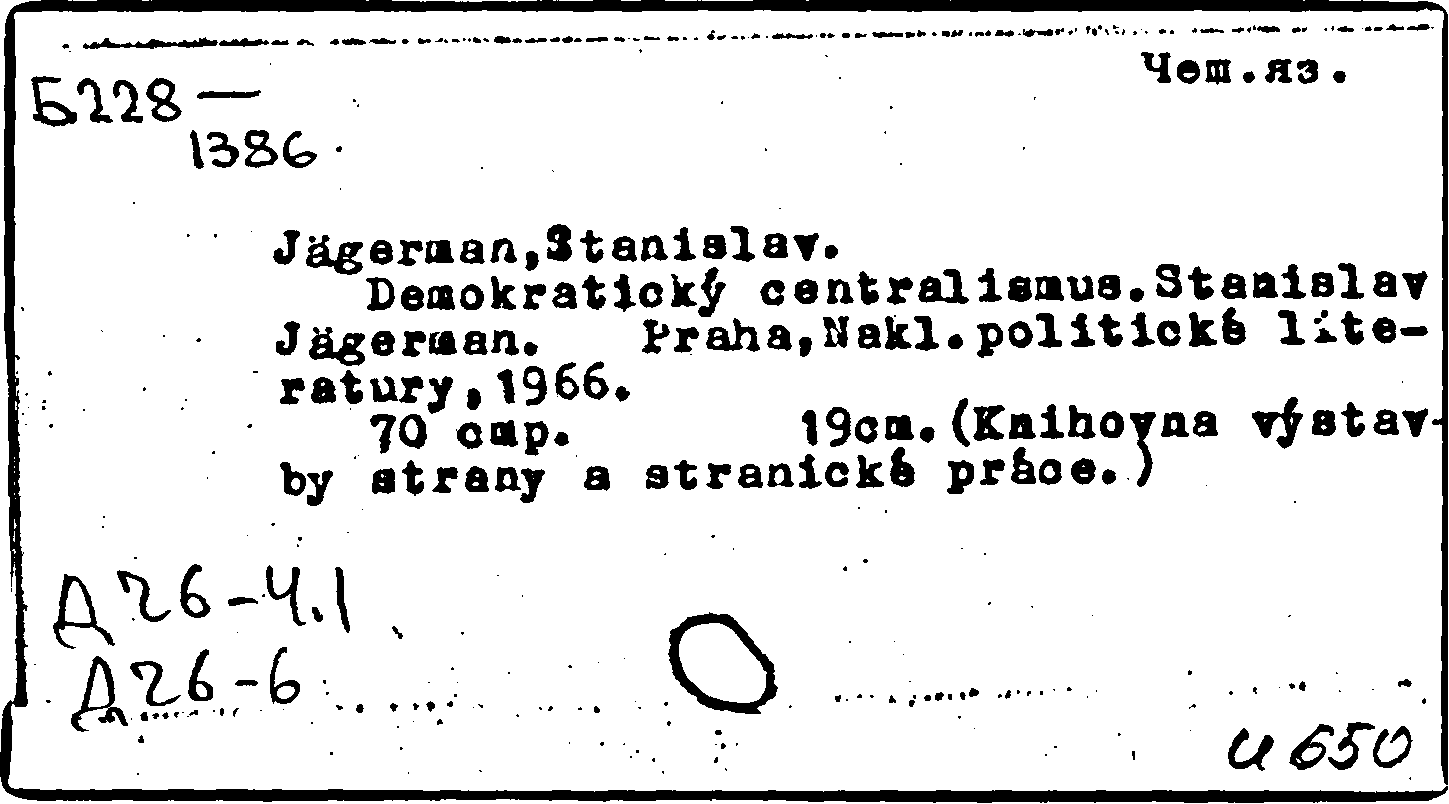 Чеш.яз.
Б228—
1386
Jägerman,Stanislav.
Demokratický centralismus.Stanislav
Jägerman. Praha,Nakl.politické lite-
ratury,1966.
70 стр. 19cm.(Knihovna výstav-
by strany a stranické práce.)
Д26-4.1
Д26-6
и 650